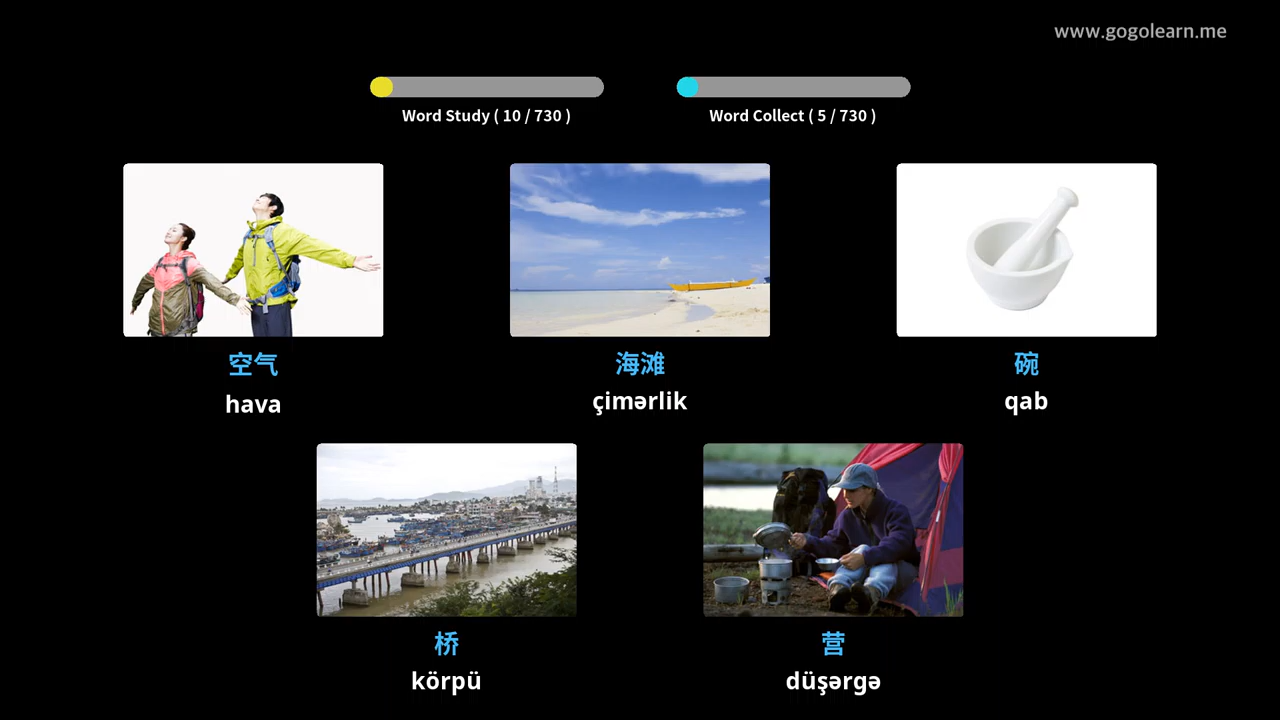 www.gogolearn.me
Word Study ( 10 / 730 )
Word Collect ( 5 / 730 )
空气
hava
海滩
çimərlik
碗
qab
桥
körpü
营
düşərgə